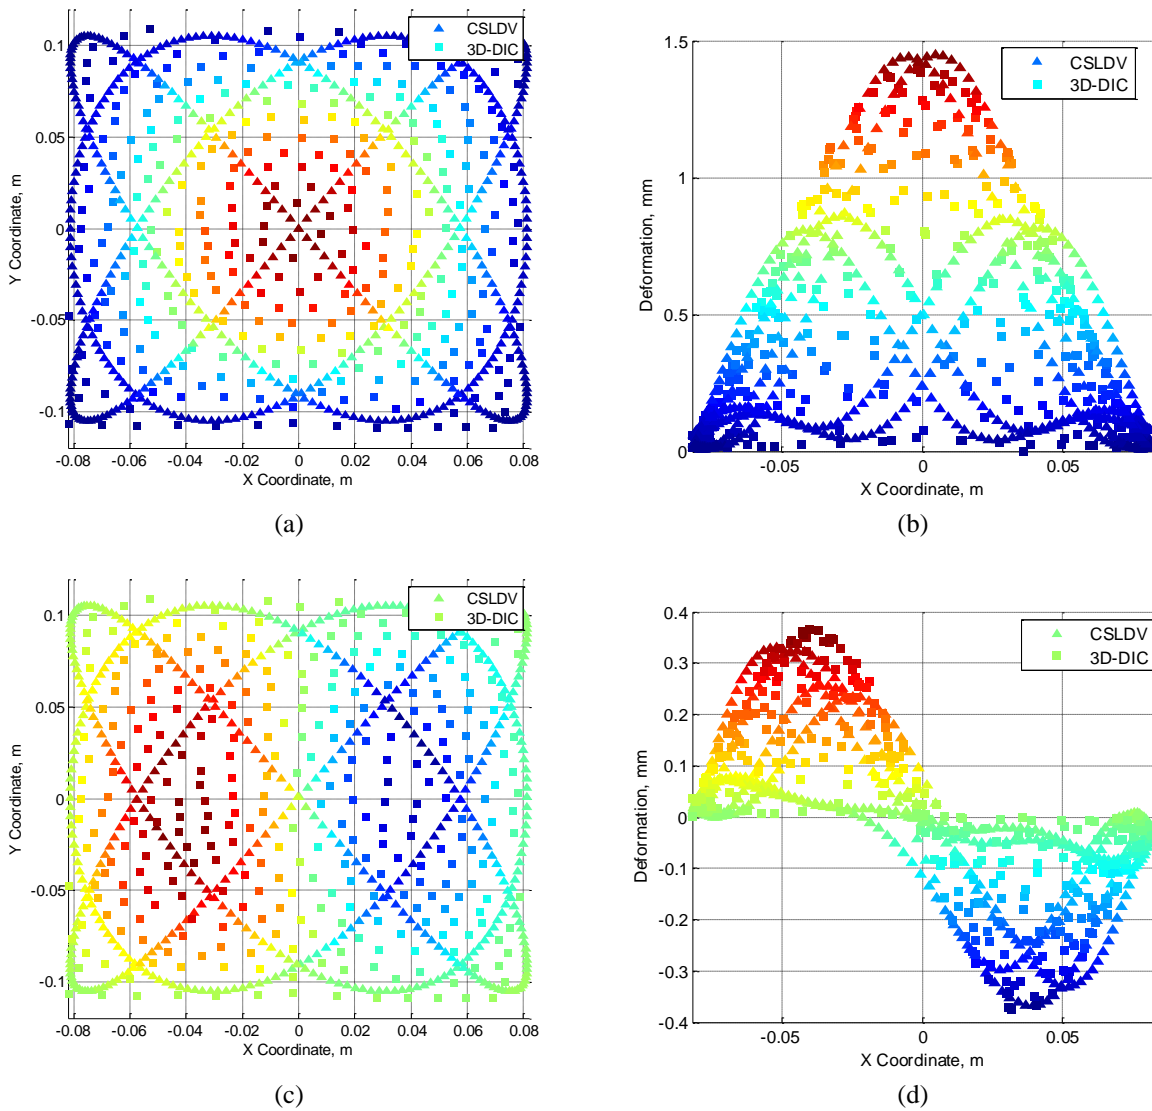 CSLDV
3D-DIC
0.1
0.05
0
-0.05
-0.1
Y Coordinate, m
-0.08 -0.06 -0.04 -0.02 0 0.02 0.04 0.06 0.08
X Coordinate, m
(a)
CSLDV
3D-DIC
1.5
1
0.5
0
Deformation, mm
-0.05 0 0.05
X Coordinate, m
(b)
CSLDV
3D-DIC
0.1
0.05
0
-0.05
-0.1
Y Coordinate, m
-0.08 -0.06 -0.04 -0.02 0 0.02 0.04 0.06 0.08
X Coordinate, m
(c)
CSLDV
3D-DIC
0.4
0.3
0.2
0.1
0
-0.1
-0.2
-0.3
-0.4
Deformation, mm
-0.05 0 0.05
X Coordinate, m
(d)